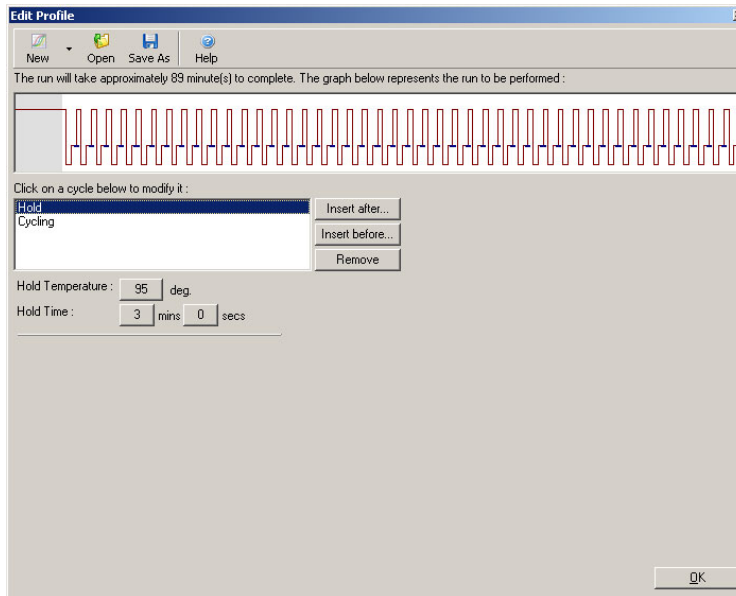 Edit Profile
New Open Save As Help
The run will take approximately 89 minute(s) to complete. The graph below represents the run to be performed :
Click on a cycle below to modify it :
Hold
Cycling
Insert after...
Insert before...
Remove
Hold Temperature : 95 deg.
Hold Time : 3 mins 0 secs
OK